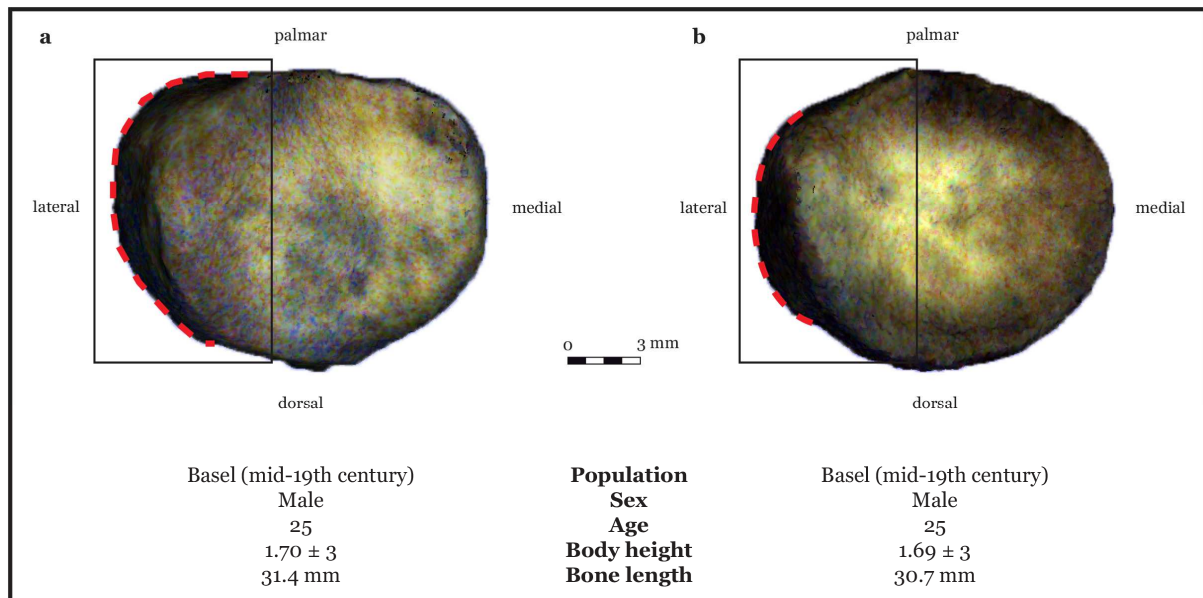 a
palmar
b
palmar
lateral
medial
lateral
medial
0 3 mm
dorsal
dorsal
Basel (mid-19th century) Population Basel (mid-19th century)
Male Sex Male
25 Age 25
1.70 ± 3 Body height 1.69 ± 3
31.4 mm Bone length 30.7 mm